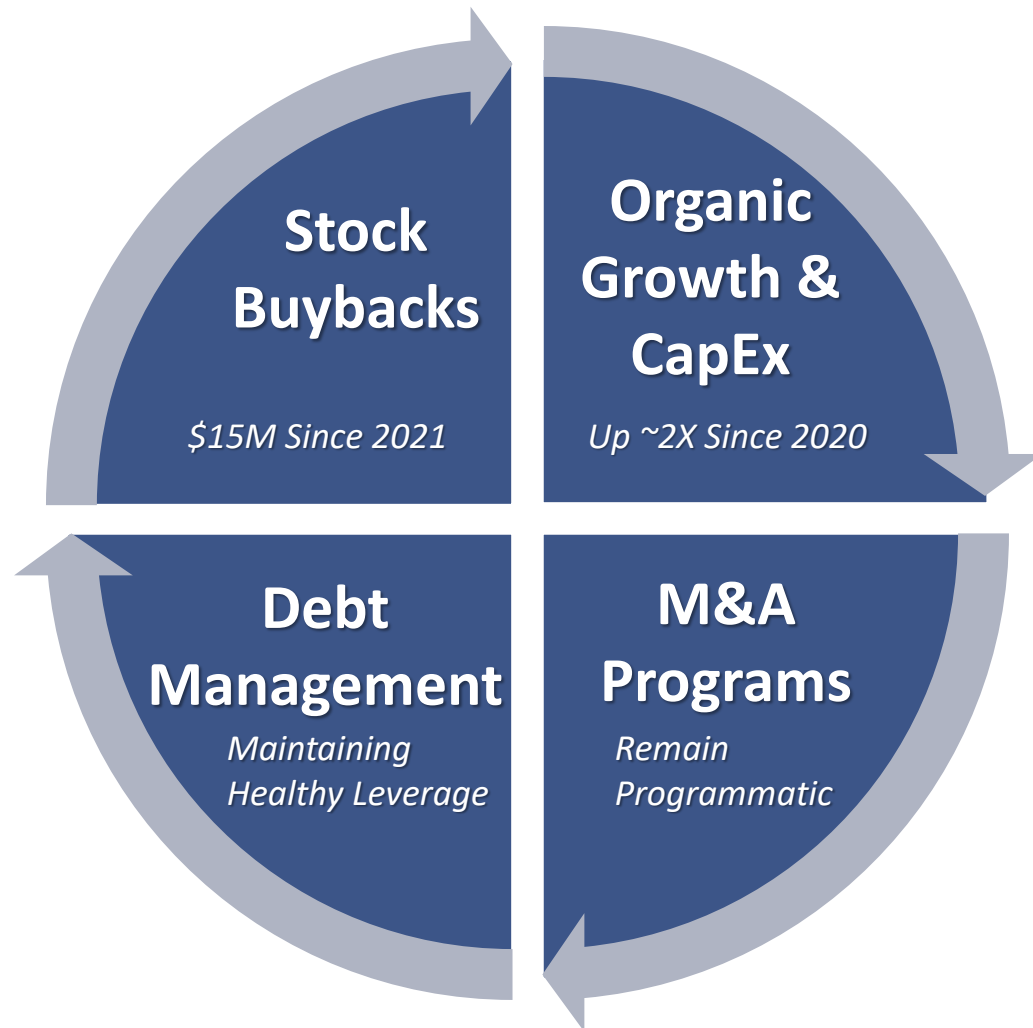 Stock
Buybacks
$15M Since 2021
Organic
Growth &
CapEx
Up ~2X Since 2020
Debt
Management
Maintaining
Healthy Leverage
M&A
Programs
Remain
Programmatic